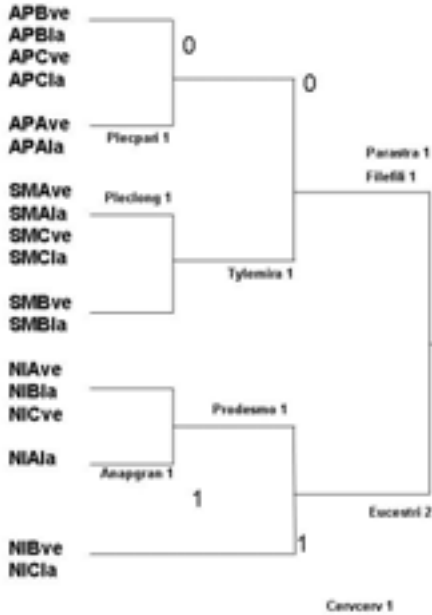 APBve
APBla
APCve
APCla
0
0
APAve
APAla
Plecpari 1
Parastra 1
Filefili 1
SMAve
SMAla
SMCve
SMCla
Pleclong 1
Tylemira 1
SMBve
SMBla
NIAve
NIBla
NICve
Prodesmo 1
NIAla
Anapgran 1
1
Eucestri 2
NIBve
NICla
1
Cervcerv 1